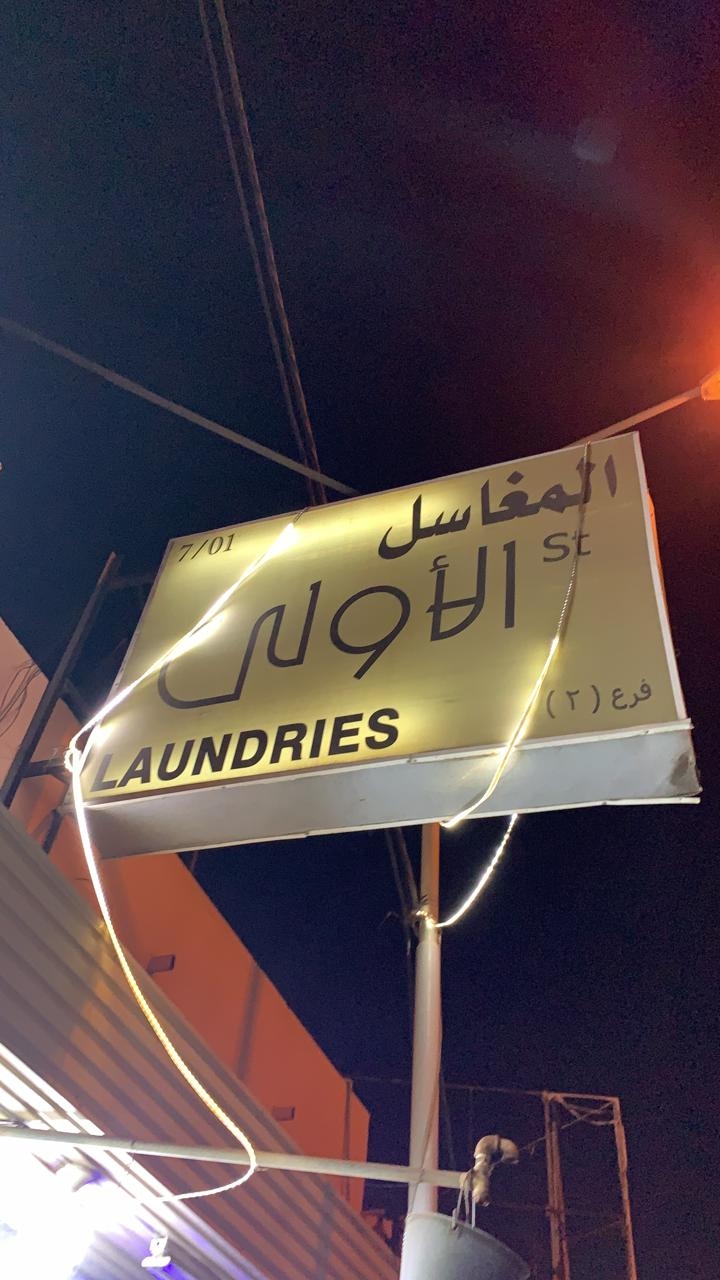 المغاسل
7/01
الأولى St
فرع (٢)
LAUNDRIES